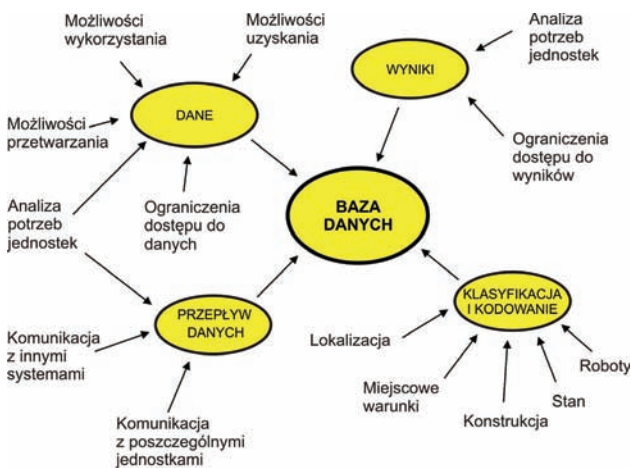 Możliwości
wykorzystania
Możliwości
uzyskania
Analiza
potrzeb
jednostek
WYNIKI
DANE
Możliwości
przetwarzania
Ograniczenia
dostępu do
wyników
Analiza
potrzeb
jednostek
Ograniczenia
dostępu do
danych
BAZA
DANYCH
KLASYFIKACJA
I KODOWANIE
PRZEPŁYW
DANYCH
Lokalizacja
Komunikacja
z innymi
systemami
Roboty
Miejscowe
warunki
Stan
Konstrukcja
Komunikacja
z poszczególnymi
jednostkami